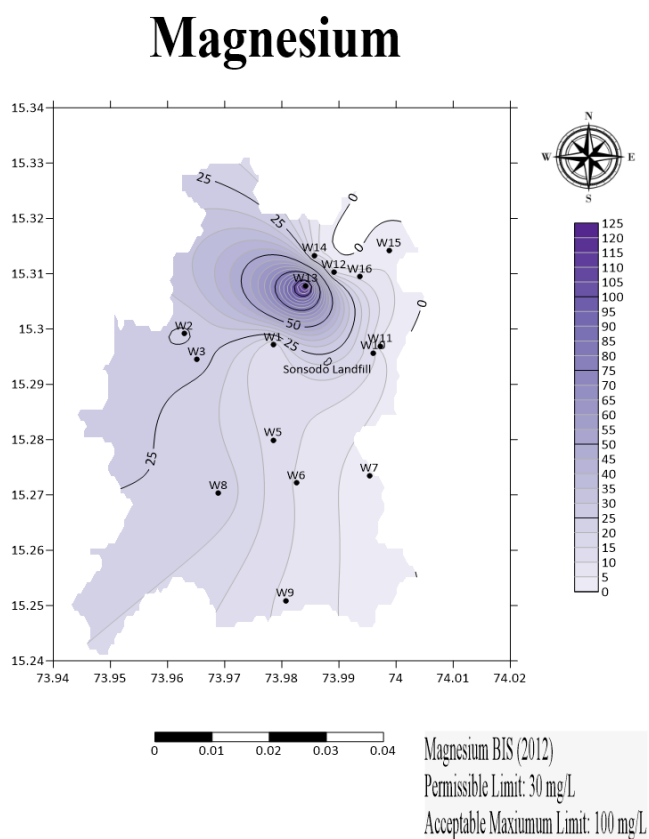 Magnesium
15.34
15.33
15.32
15.31
15.3
15.29
15.28
15.27
15.26
15.25
15.24
73.94 73.95 73.96 73.97 73.98 73.99 74 74.01 74.02
25
25
0
0
0
50
25
25
W14
W15
W12
W16
W13
W2
W1
W11
W10
W3
Sonsodo Landfill
W5
W6
W7
W8
W9
N
W E
S
125
120
115
110
105
100
95
90
85
80
75
70
65
60
55
50
45
40
35
30
25
20
15
10
5
0
0 0.01 0.02 0.03 0.04
Magnesium BIS (2012)
Permissible Limit: 30 mg/L
Acceptable Maxiumum Limit: 100 mg/L